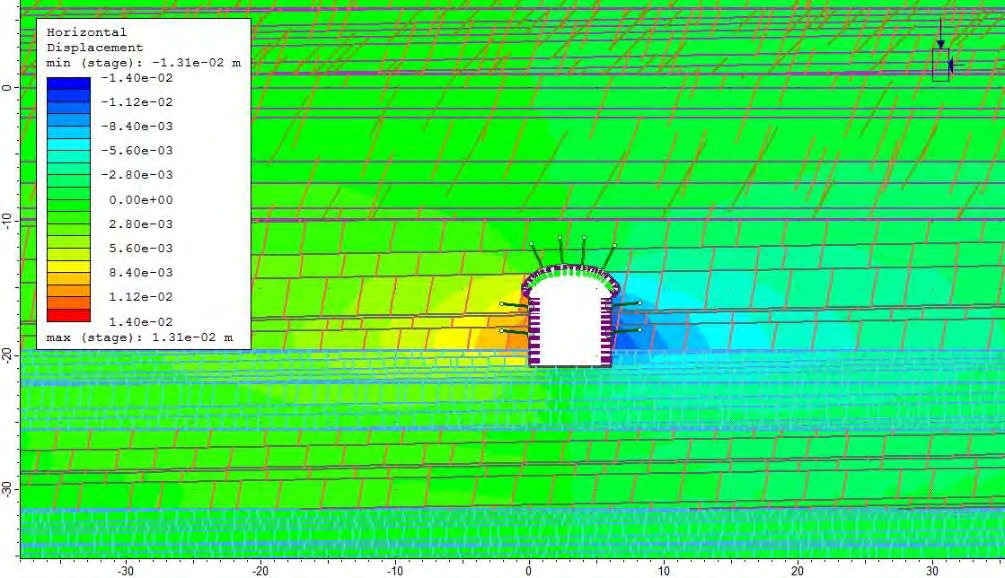 Horizontal
Displacement
min (stage): -1.31e-02 m
-1.40e-02
-1.12e-02
-8.40e-03
-5.60e-03
-2.80e-03
0.00e+00
2.80e-03
5.60e-03
8.40e-03
1.12e-02
1.40e-02
max (stage): 1.31e-02 m
0
-10
-20
-30
-30
-20
-10
0
10
20
30